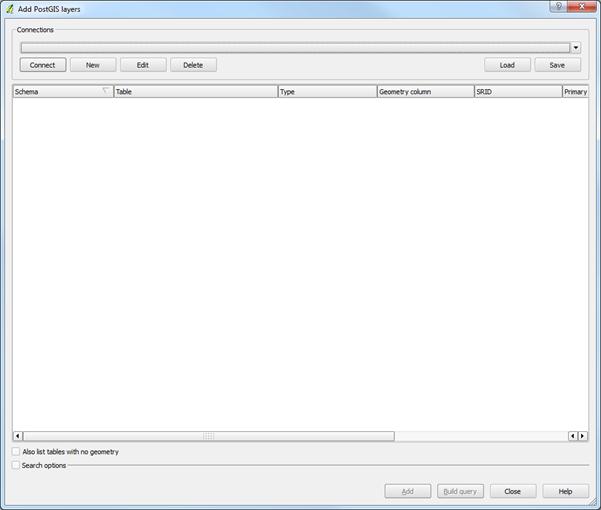 Add PostGIS layers
Connections
Connect New Edit Delete Load Save
Schema Table Type Geometry column SRID Primary
Also list tables with no geometry
Search options
Add Build query Close Help